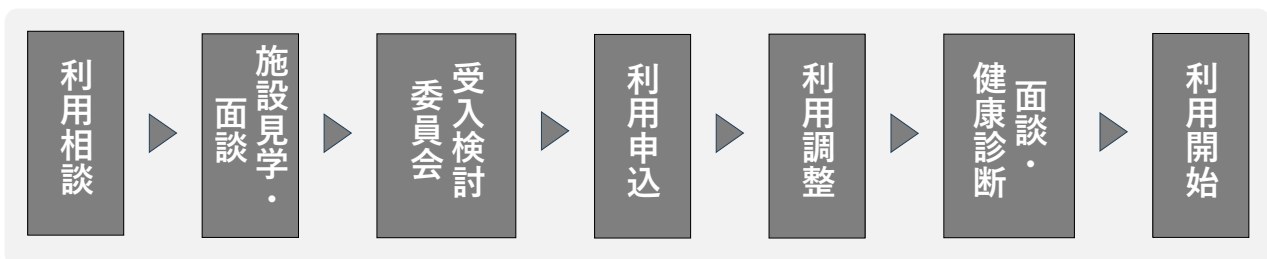 利用相談
施設見学・
面談
受入検討
委員会
利用申込
利用調整
面談・
健康診断
利用開始